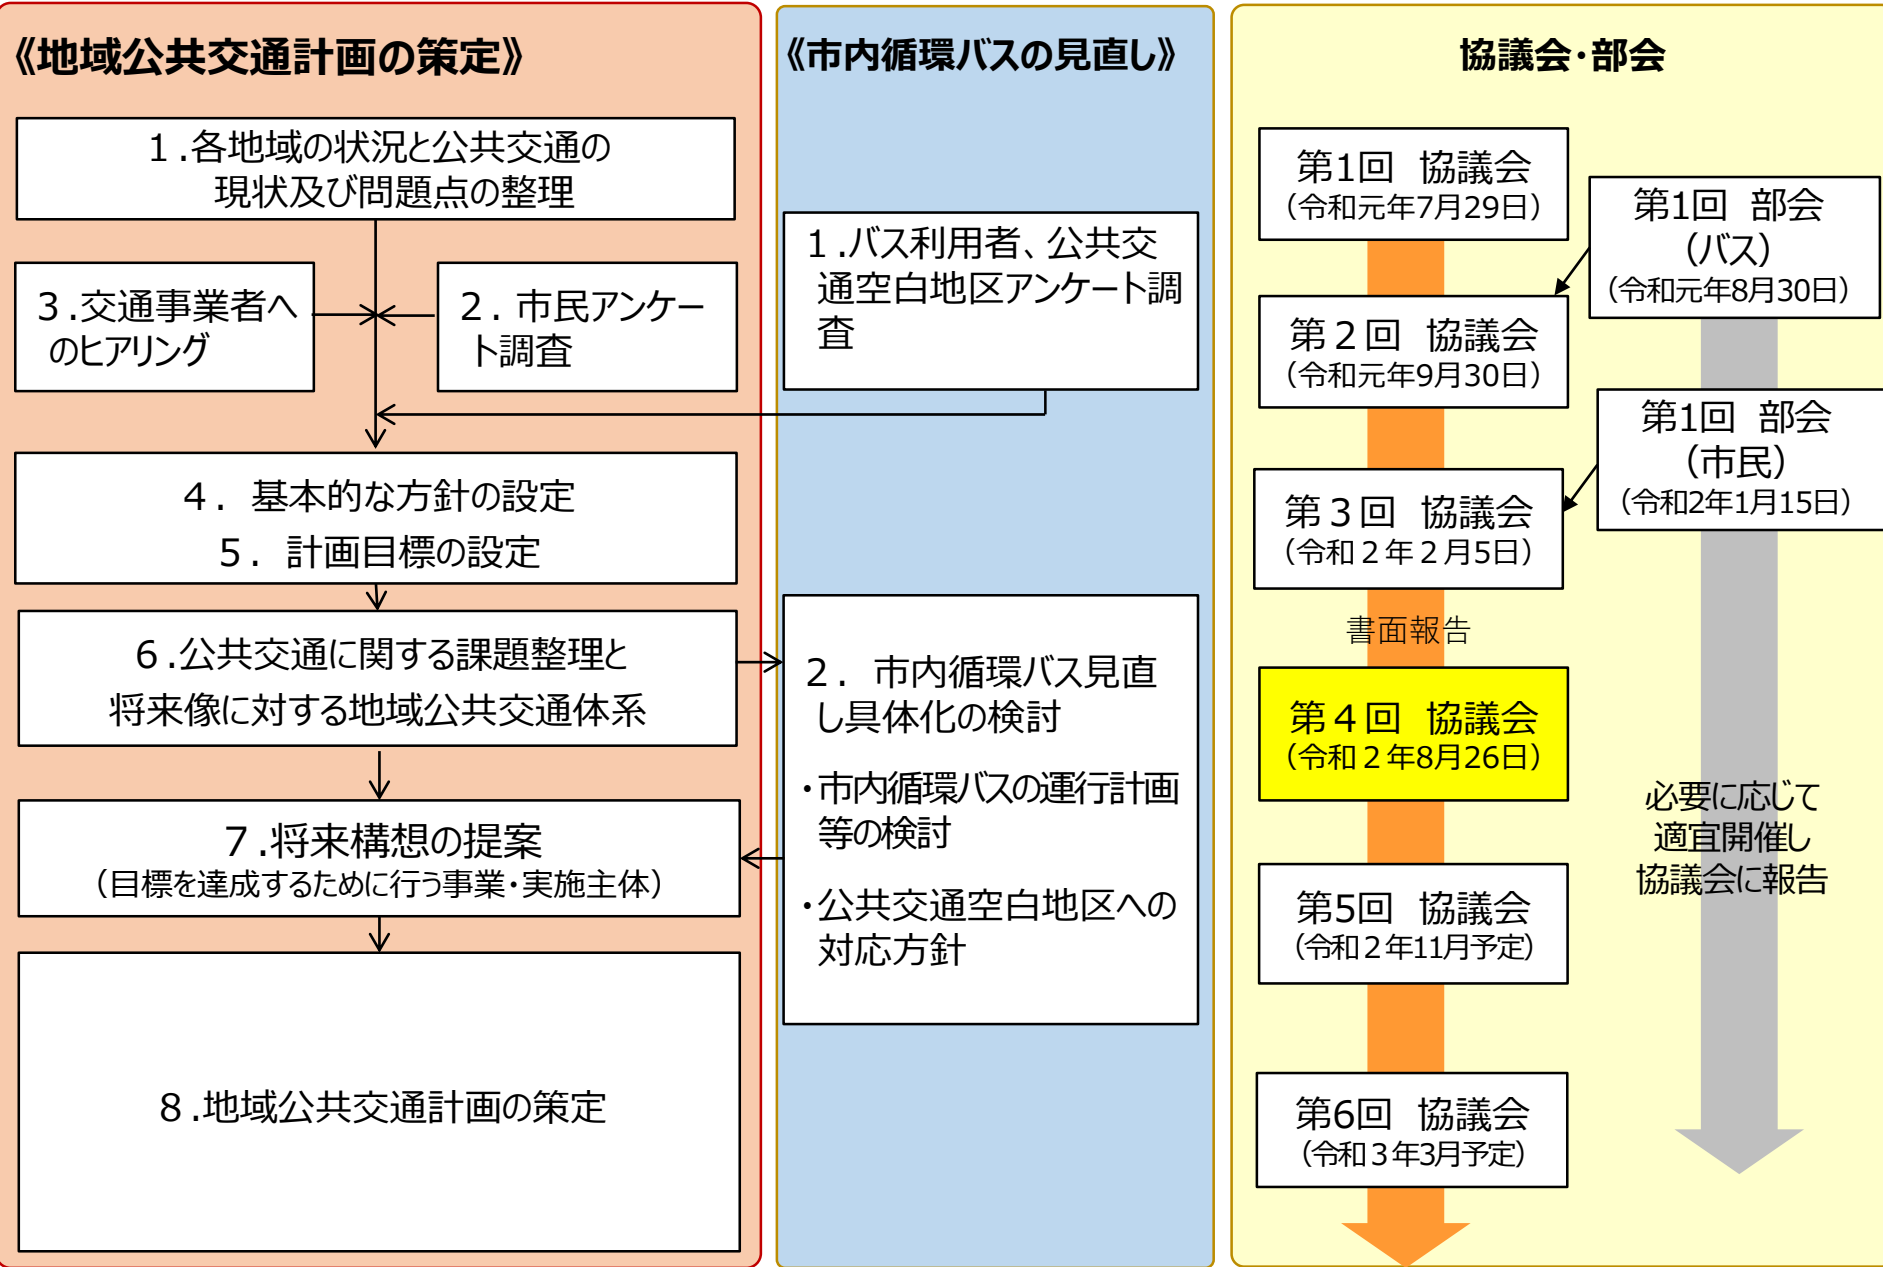 《地域公共交通計画の策定》
1.各地域の状況と公共交通の
現状及び問題点の整理
3.交通事業者へ
のヒアリング
2.市民アンケー
ト調査
4.基本的な方針の設定
5.計画目標の設定
6.公共交通に関する課題整理と
将来像に対する地域公共交通体系
7.将来構想の提案
（目標を達成するために行う事業・実施主体）
8.地域公共交通計画の策定
《市内循環バスの見直し》
1.バス利用者、公共交
通空白地区アンケート調
査
2.市内循環バス見直
し具体化の検討
・市内循環バスの運行計画
等の検討
・公共交通空白地区への
対応方針
協議会・部会
第1回 協議会
（令和元年7月29日）
第1回 部会
（バス）
（令和元年8月30日）
第２回 協議会
（令和元年9月30日）
第1回 部会
（市民）
（令和2年1月15日）
第３回 協議会
（令和２年２月5日）
書面報告
第４回 協議会
（令和２年8月26日）
必要に応じて
適宜開催し
協議会に報告
第5回 協議会
（令和２年11月予定）
第6回 協議会
（令和３年3月予定）